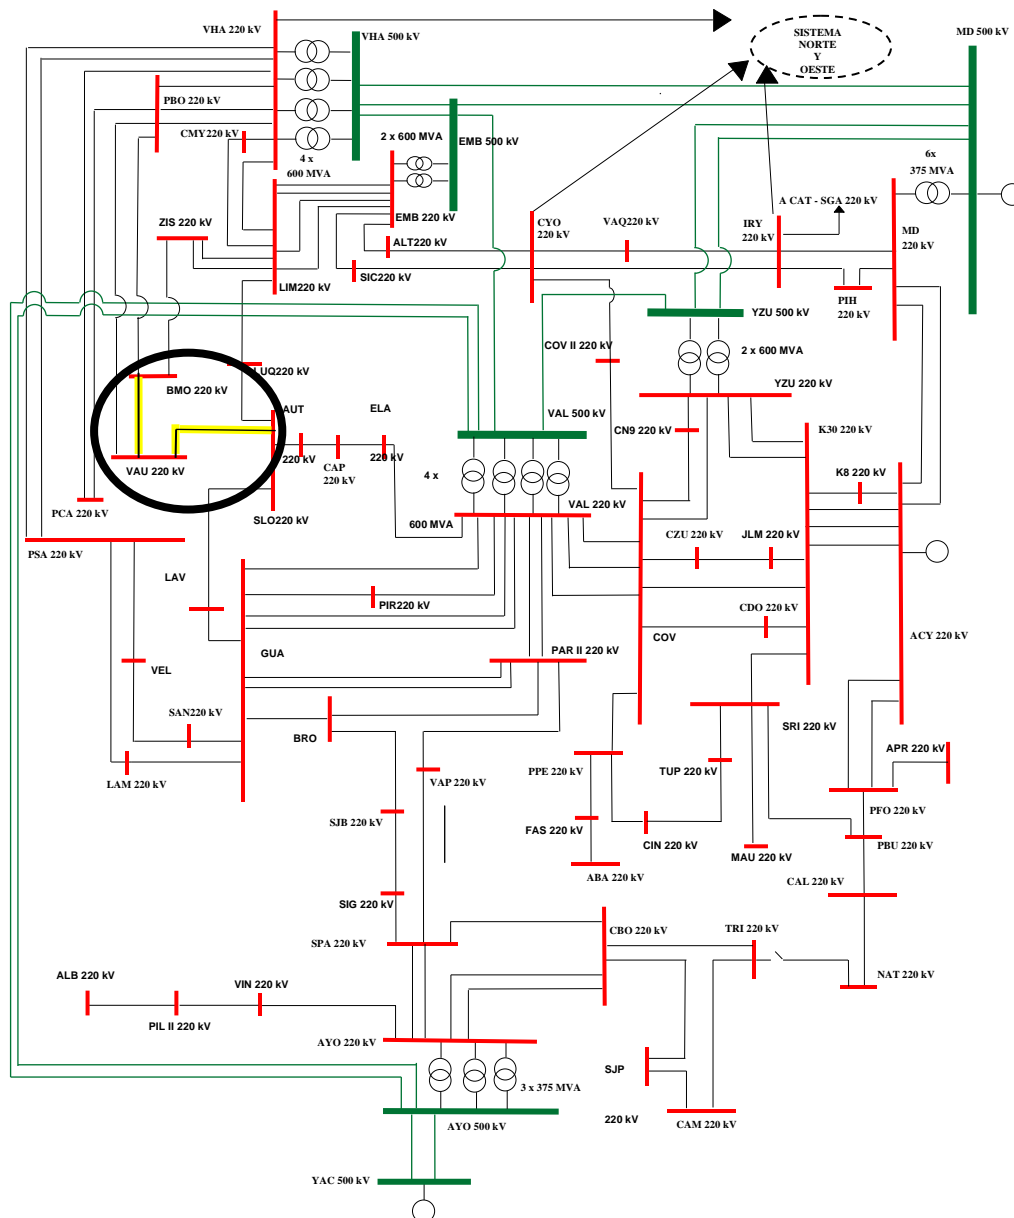 VHA 220 kV
VHA 500 kV
SISTEMA
NORTE
Y
OESTE
MD 500 kV
PBO 220 kV
CMY220 kV
4 x
600 MVA
2 x 600 MVA
EMB 500 kV
6x
375 MVA
ZIS 220 kV
EMB 220 kV
ALT220 kV
SIC220 kV
CYO
220 kV
VAQ220 kV
A CAT - SGA 220 kV
IRY
220 kV
MD
220 kV
LIM220 kV
PIH
220 kV
YZU 500 kV
COV II 220 kV
2 x 600 MVA
LUQ220 kV
BMO 220 kV
YZU 220 kV
AUT
220 kV
ELA
220 kV
CAP
220 kV
VAL 500 kV
CN9 220 kV
K30 220 kV
VAU 220 kV
4 x
600 MVA
K8 220 kV
PCA 220 kV
SLO220 kV
VAL 220 kV
CZU 220 kV
JLM 220 kV
PSA 220 kV
LAV
PIR220 kV
CDO 220 kV
COV
ACY 220 kV
GUA
PAR II 220 kV
VEL
SAN220 kV
BRO
SRI 220 kV
LAM 220 kV
VAP 220 kV
PPE 220 kV
TUP 220 kV
APR 220 kV
SJB 220 kV
FAS 220 kV
CIN 220 kV
MAU 220 kV
PFO 220 kV
PBU 220 kV
ABA 220 kV
CAL 220 kV
SIG 220 kV
SPA 220 kV
CBO 220 kV
TRI 220 kV
NAT 220 kV
ALB 220 kV
PIL II 220 kV
VIN 220 kV
AYO 220 kV
3 x 375 MVA
SJP
220 kV
CAM 220 kV
AYO 500 kV
YAC 500 kV